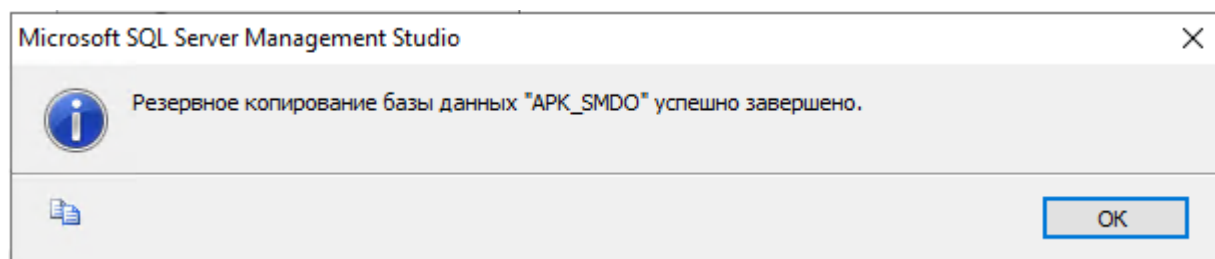 Microsoft SQL Server Management Studio
Резервное копирование базы данных "APK_SMDO" успешно завершено.
OK